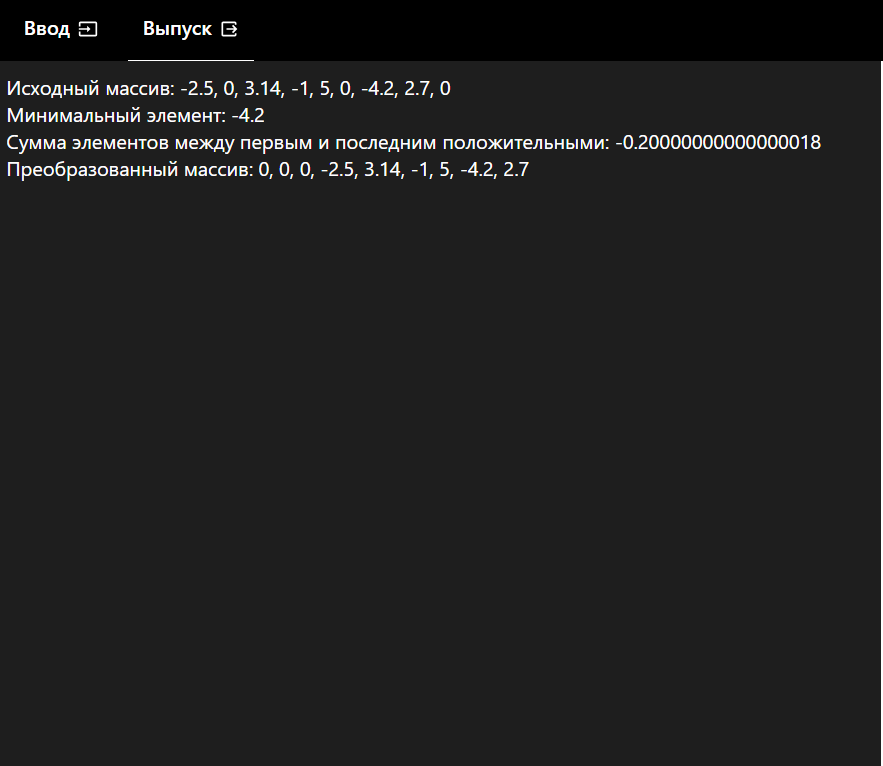 Ввод Выпуск
Исходный массив: -2.5, 0, 3.14, -1, 5, 0, -4.2, 2.7, 0
Минимальный элемент: -4.2
Сумма элементов между первым и последним положительными: -0.20000000000000018
Преобразованный массив: 0, 0, 0, -2.5, 3.14, -1, 5, -4.2, 2.7